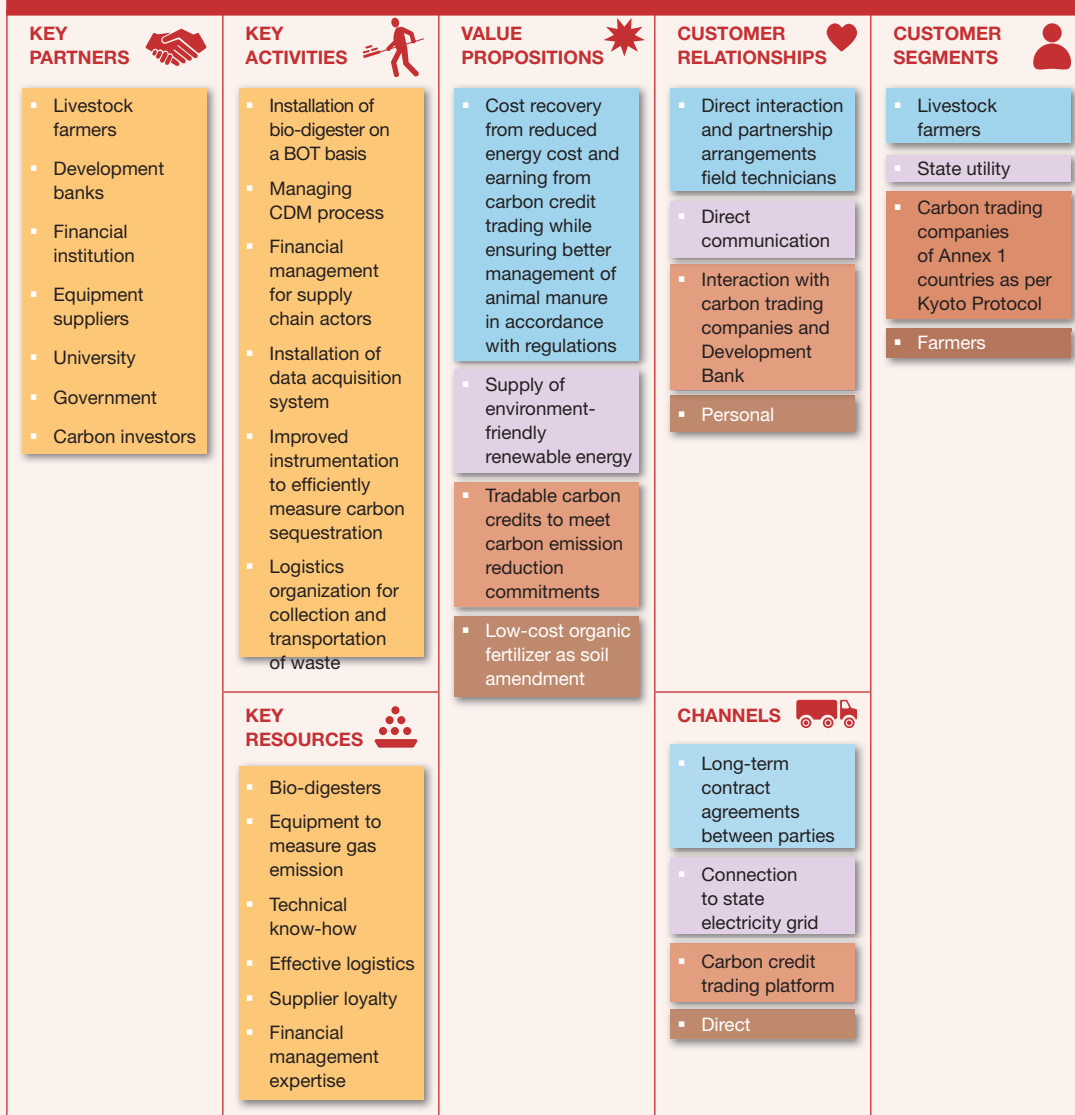 KEY
PARTNERS
Livestock
farmers
Development
banks
Financial
institution
Equipment
suppliers
University
Government
Carbon investors
KEY
ACTIVITIES
Installation of
bio-digester on
a BOT basis
Managing
CDM process
Financial
management
for supply
chain actors
Installation of
data acquisition
system
Improved
instrumentation
to efficiently
measure carbon
sequestration
Logistics
organization for
collection and
transportation
of waste
KEY
RESOURCES
Bio-digesters
Equipment to
measure gas
emission
Technical
know-how
Effective logistics
Supplier loyalty
Financial
management
expertise
VALUE
PROPOSITIONS
Cost recovery
from reduced
energy cost and
earning from
carbon credit
trading while
ensuring better
management of
animal manure
in accordance
with regulations
Supply of
environment-
friendly
renewable energy
Tradable carbon
credits to meet
carbon emission
reduction
commitments
Low-cost organic
fertilizer as soil
amendment
CUSTOMER
RELATIONSHIPS
Direct interaction
and partnership
arrangements
field technicians
Direct
communication
Interaction with
carbon trading
companies and
Development
Bank
Personal
CHANNELS
Long-term
contract
agreements
between parties
Connection
to state
electricity grid
Carbon credit
trading platform
Direct
CUSTOMER
SEGMENTS
Livestock
farmers
State utility
Carbon trading
companies
of Annex 1
countries as per
Kyoto Protocol
Farmers